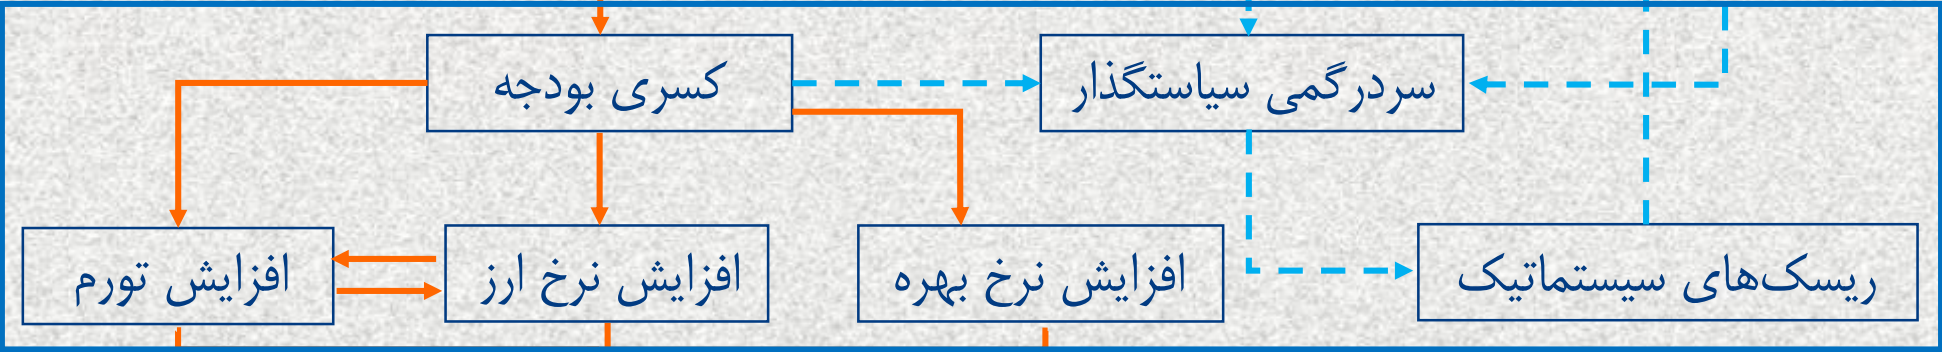 سردرگمی سیاستگذار
کسری بودجه
ریسک‌های سیستماتیک
افزایش نرخ بهره
افزایش نرخ ارز
افزایش تورم